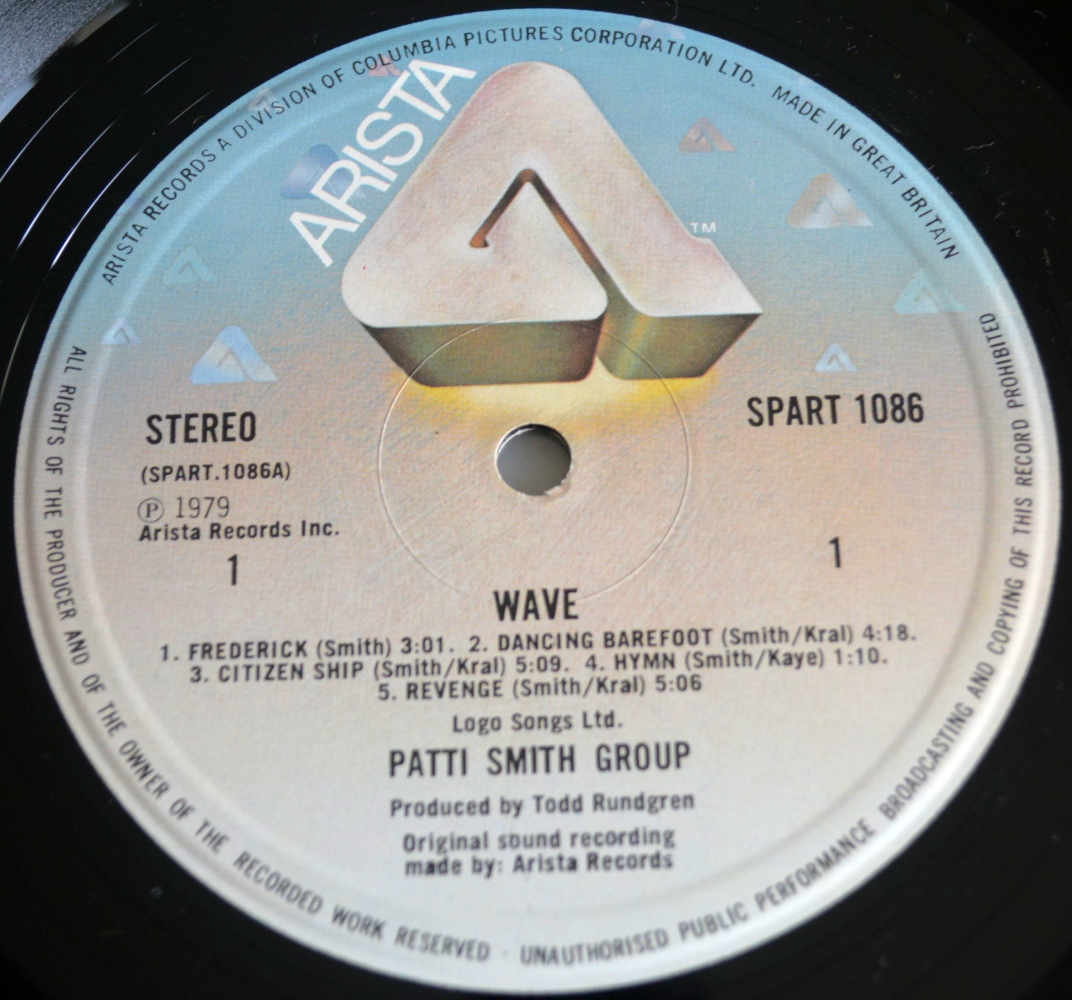 ARISTA RECORDS A DIVISION OF COLUMBIA PICTURES CORPORATION LTD. MADE IN GREAT BRITAIN
ARISTA
TM
STEREO
SPART 1086
(SPART.1086A)
Ⓟ 1979
Arista Records Inc.
1
1
WAVE
1. FREDERICK (Smith) 3:01. 2. DANCING BAREFOOT (Smith/Kral) 4:18.
3. CITIZEN SHIP (Smith/Kral) 5:09. 4. HYMN (Smith/Kaye) 1:10.
5. REVENGE (Smith/Kral) 5:06
Logo Songs Ltd.
PATTI SMITH GROUP
Produced by Todd Rundgren
Original sound recording
made by: Arista Records
ALL RIGHTS OF THE PRODUCER AND OF THE OWNER OF THE RECORDED WORK RESERVED · UNAUTHORISED PUBLIC PERFORMANCE BROADCASTING AND COPYING OF THIS RECORD PROHIBITED